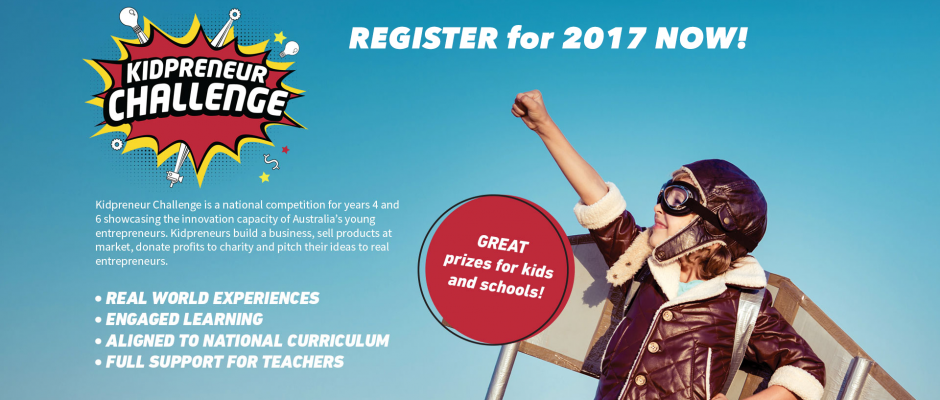 REGISTER for 2017 NOW!
KIDPRENEUR
CHALLENGE
Kidpreneur Challenge is a national competition for years 4 and
6 showcasing the innovation capacity of Australia's young
entrepreneurs. Kidpreneurs build a business, sell products at
market, donate profits to charity and pitch their ideas to real
entrepreneurs.
• REAL WORLD EXPERIENCES
• ENGAGED LEARNING
• ALIGNED TO NATIONAL CURRICULUM
• FULL SUPPORT FOR TEACHERS
GREAT
prizes for kids
and schools!